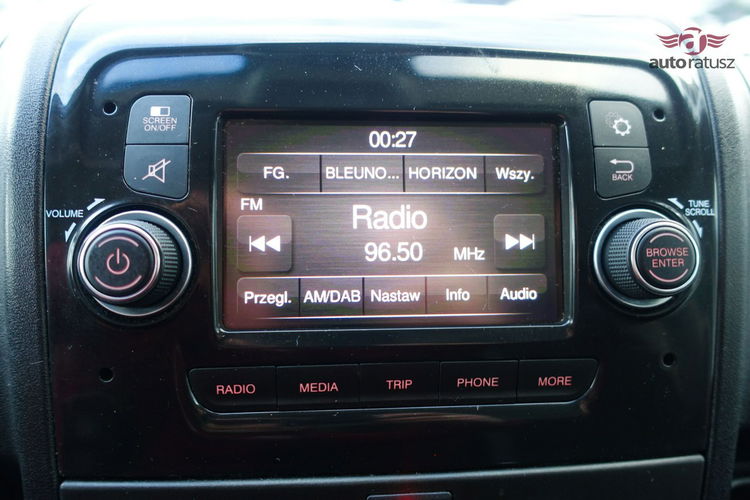 autoratusz
SCREEN
ON/OFF
VOLUME
00:27
FG. BLEUNO... HORIZON Wszy.
FM
Radio
96.50 MHz
Przegl. AM/DAB Nastaw Info Audio
BACK
TUNE
SCROLL
BROWSE
ENTER
RADIO MEDIA TRIP PHONE MORE